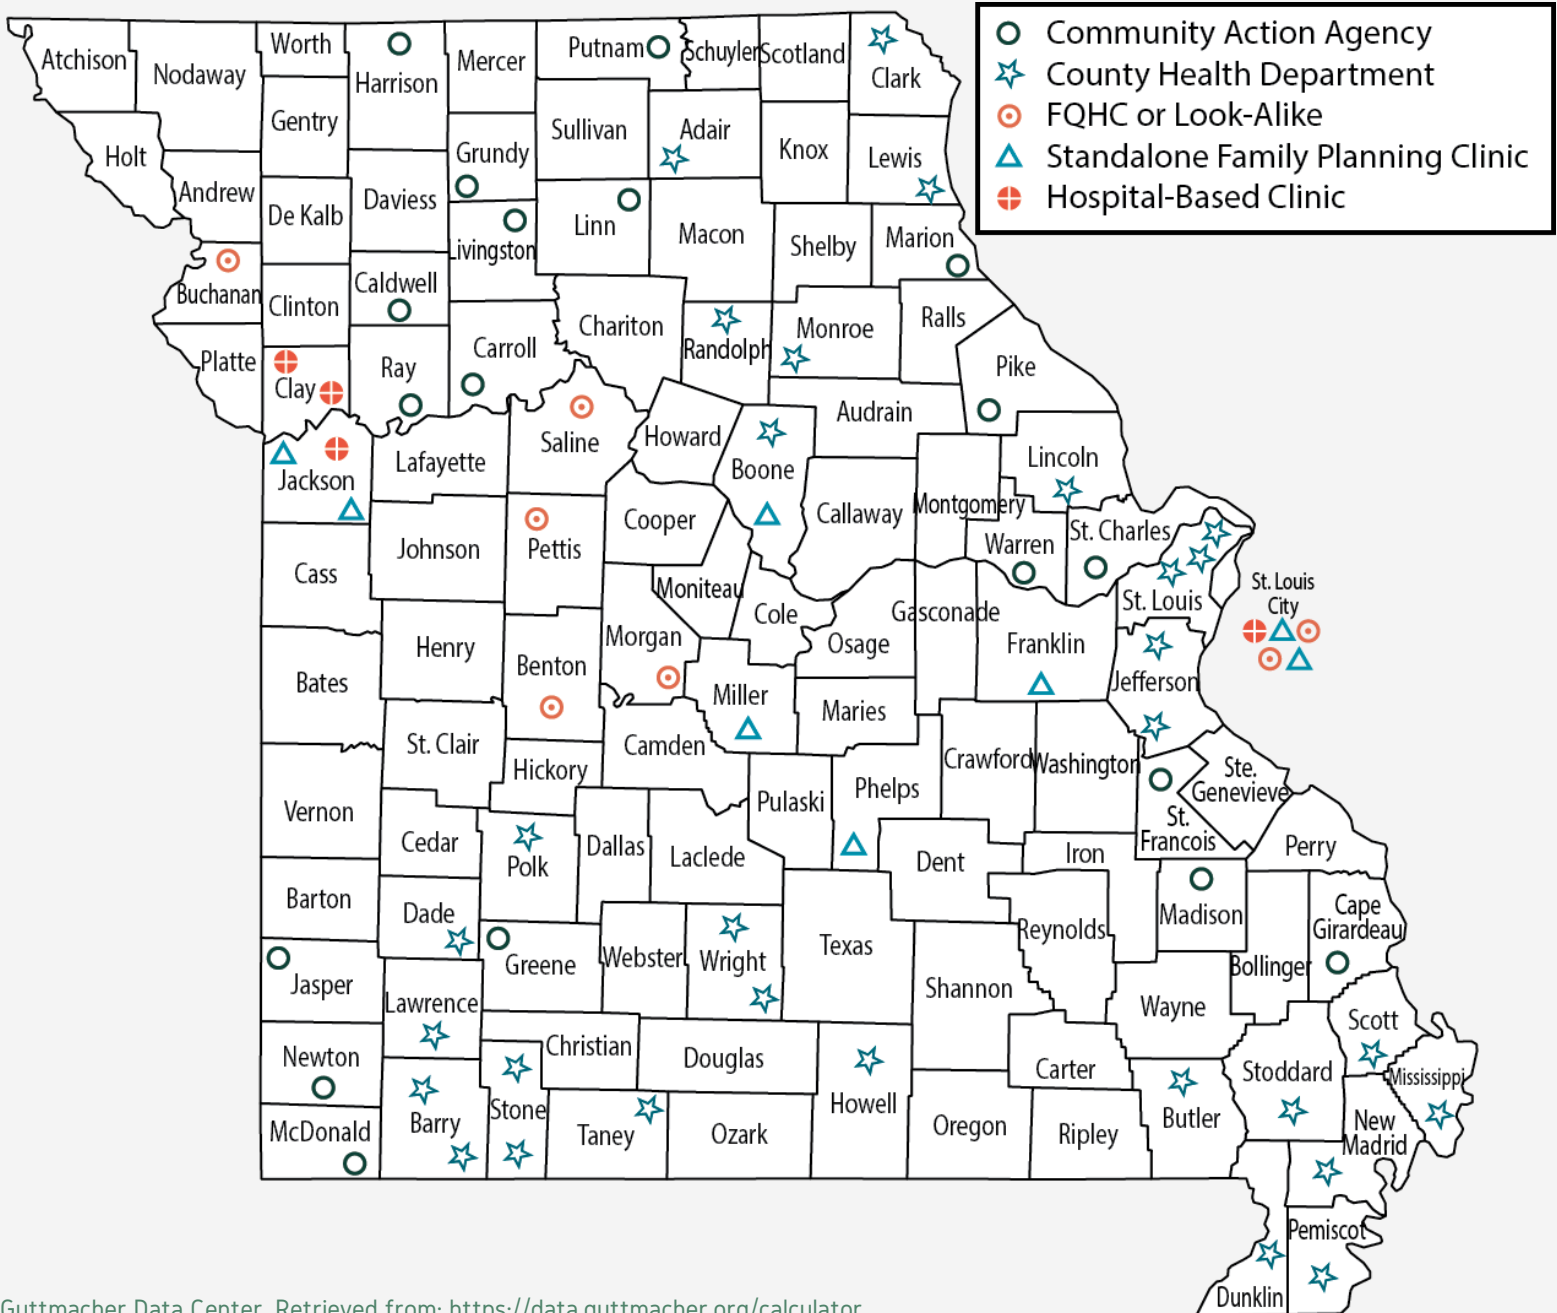 Community Action Agency
County Health Department
FQHC or Look-Alike
Standalone Family Planning Clinic
Hospital-Based Clinic
Atchison
Nodaway
Worth
Harrison
Mercer
Putnam
Schuyler
Scotland
Clark
Gentry
Holt
Andrew
De Kalb
Daviess
Grundy
Sullivan
Adair
Knox
Lewis
Livingston
Linn
Macon
Shelby
Marion
Buchanan
Clinton
Caldwell
Chariton
Randolph
Monroe
Ralls
Pike
Platte
Clay
Ray
Carroll
Audrain
Jackson
Lafayette
Saline
Howard
Boone
Callaway
Montgomery
Lincoln
Warren
St. Charles
St. Louis
St. Louis
City
Cass
Johnson
Pettis
Cooper
Moniteau
Cole
Osage
Gasconade
Franklin
Jefferson
Bates
Henry
Benton
Morgan
Miller
Maries
St. Clair
Hickory
Camden
Pulaski
Phelps
Crawford
Washington
Ste.
Genevieve
St.
Francois
Perry
Vernon
Cedar
Polk
Dallas
Laclede
Dent
Iron
Madison
Cape
Girardeau
Barton
Dade
Greene
Webster
Wright
Texas
Reynolds
Bollinger
Jasper
Lawrence
Christian
Douglas
Shannon
Wayne
Scott
Newton
Stone
Howell
Carter
Butler
Stoddard
Mississippi
McDonald
Barry
Taney
Ozark
Oregon
Ripley
New
Madrid
Pemiscot
Dunklin
Guttmacher Data Center. Retrieved from: https://data.guttmacher.org/calculator